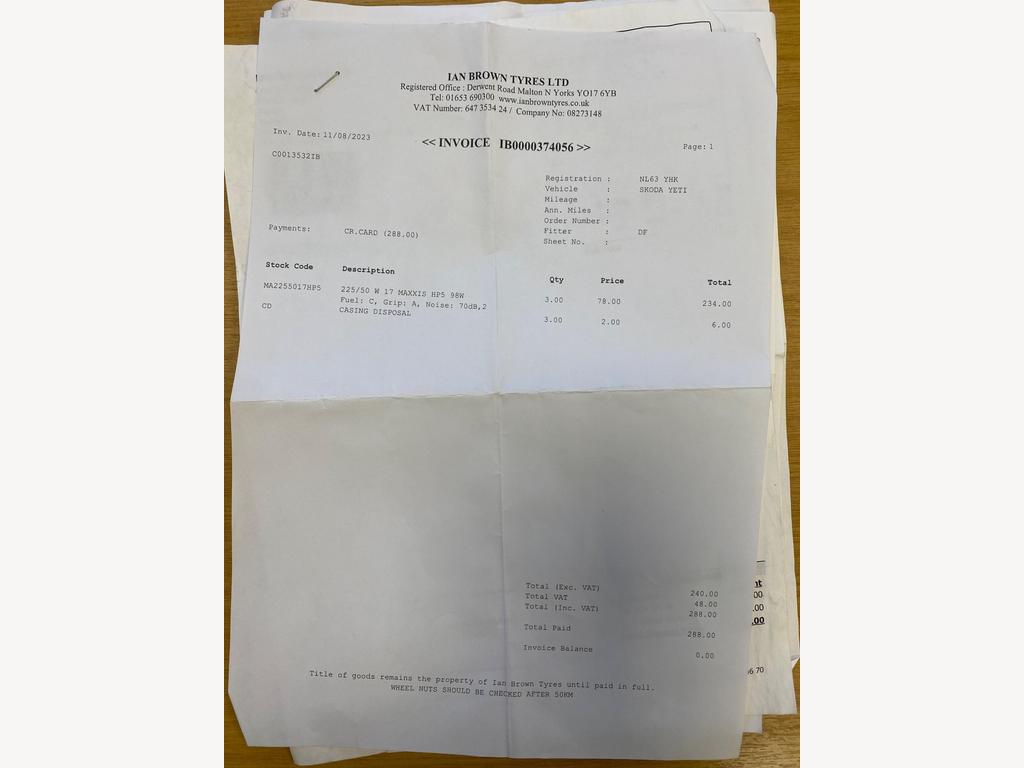 IAN BROWN TYRES LTD
Registered Office : Derwent Road Malton N Yorks YO17 6YB
Tel: 01653 690300 www.ianbrowntyres.co.uk
VAT Number: 647 3534 24 / Company No: 08273148
Inv. Date: 11/08/2023
<< INVOICE IB0000374056 >>
Page: 1
C0013532IB
Registration : NL63 YHK
Vehicle : SKODA YETI
Mileage :
Ann. Miles :
Order Number :
Fitter : DF
Sheet No. :
Payments: CR.CARD (288.00)
Stock Code Description Qty Price Total
MA2255017HP5 225/50 W 17 MAXXIS HP5 98W 3.00 78.00 234.00
Fuel: C, Grip: A, Noise: 70dB,2
CD CASING DISPOSAL 3.00 2.00 6.00
Total (Exc. VAT) 240.00
Total VAT 48.00
Total (Inc. VAT) 288.00
Total Paid 288.00
Invoice Balance 0.00
Title of goods remains the property of Ian Brown Tyres until paid in full.
WHEEL NUTS SHOULD BE CHECKED AFTER 50KM